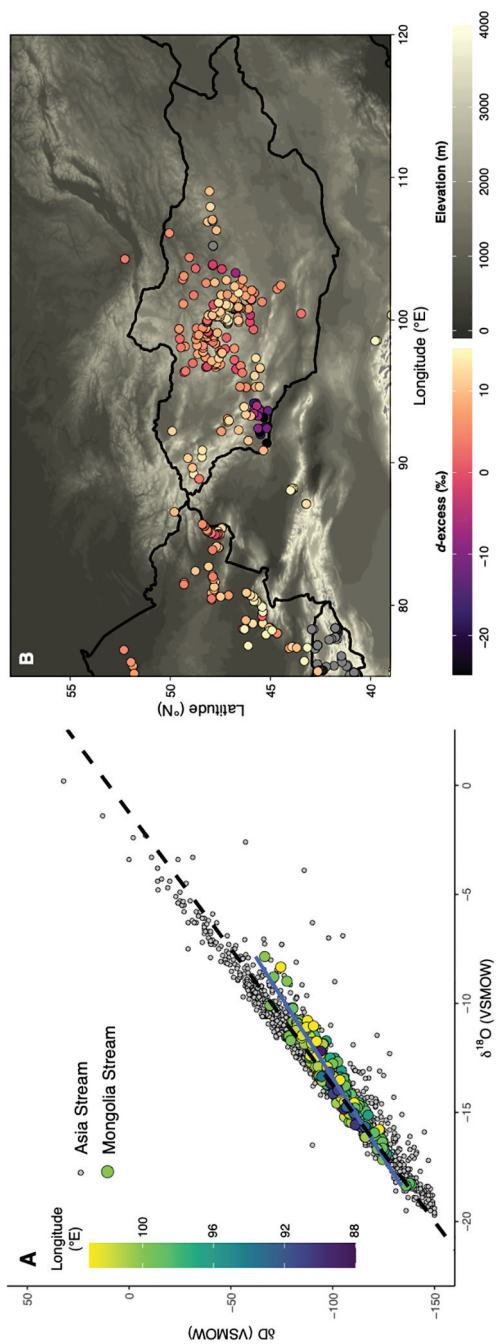 A
Longitude
(°E)
100
96
92
88
Asia Stream
Mongolia Stream
δD (VSMOW)
50
0
−50
−100
−150
−20
−15
−10
−5
0
δ18O (VSMOW)
B
Latitude (°N)
55
50
45
40
80
90
100
110
120
Longitude (°E)
d-excess (‰)
−20
−10
0
10
Elevation (m)
0
1000
2000
3000
4000